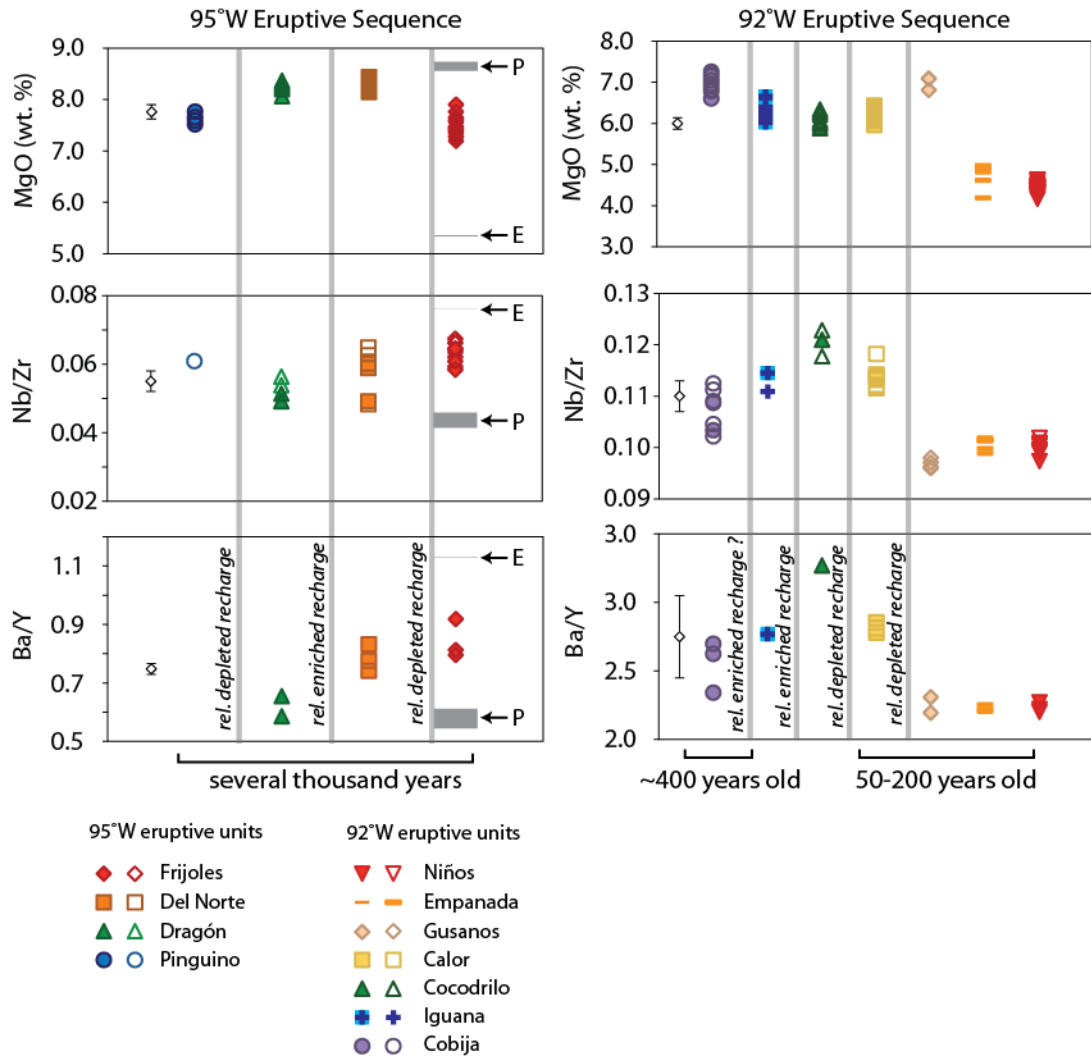 95˚W Eruptive Sequence
9.0
8.0
7.0
6.0
5.0
MgO (wt. %)
P
E
0.08
0.06
0.04
0.02
Nb/Zr
E
P
1.1
0.9
0.7
0.5
Ba/Y
rel. depleted recharge
rel. enriched recharge
rel. depleted recharge
E
P
several thousand years
92˚W Eruptive Sequence
8.0
7.0
6.0
5.0
4.0
3.0
MgO (wt. %)
0.13
0.12
0.11
0.10
0.09
Nb/Zr
3.0
3.0
2.5
2.0
Ba/Y
rel. enriched recharge ?
rel. enriched recharge
rel. depleted recharge
rel. depleted recharge
~400 years old
50-200 years old
95˚W eruptive units
Frijoles
Del Norte
Dragón
Pinguino
92˚W eruptive units
Niños
Empanada
Gusanos
Calor
Cocodrilo
Iguana
Cobija